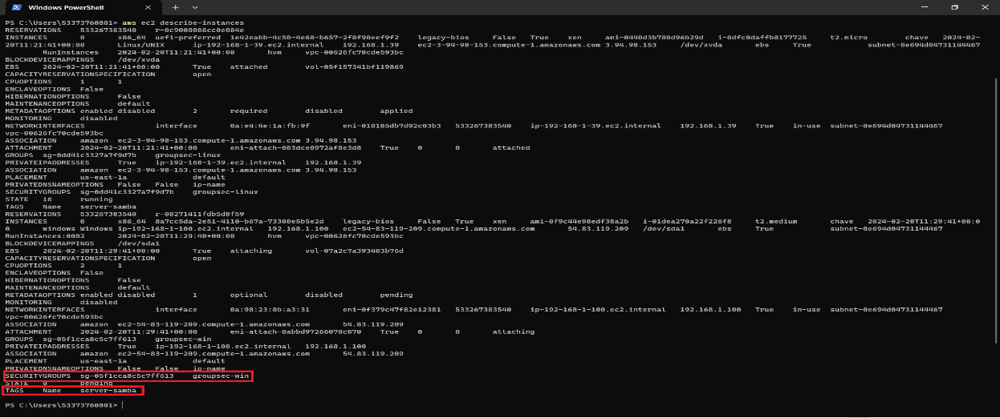 Windows PowerShell
PS C:\Users\53373760801> aws ec2 describe-instances
RESERVATIONS 533267383540 r-0c90008cc0e084e
INSTANCES 0 x86_64 uefi-preferred 1e42eabb-4c50-4e68-b657-2f8f90eef9f2 legacy-bios False True xen ami-0440d3b780d96b29d i-0dfc0daffb8177725 t2.micro chave 2024-02-
20T11:21:41+00:00 Linux/UNIX ip-192-168-1-39.ec2.internal 192.168.1.39 ec2-3-94-98-153.compute-1.amazonaws.com 3.94.98.153 /dev/xvda ebs True subnet-0e694d04731144467
RunInstances 2024-02-20T11:21:41+00:00 hvm vpc-00626fc70cde593bc
BLOCKDEVICEMAPPINGS /dev/xvda
EBS 2024-02-20T11:21:41+00:00 True attached vol-05f157341bf119869
CAPACITYRESERVATIONSPECIFICATION open
CPUOPTIONS 1 1
ENCLAVEOPTIONS False
HIBERNATIONOPTIONS False
MAINTENANCEOPTIONS default
METADATAOPTIONS enabled disabled 2 required disabled applied
MONITORING disabled
NETWORKINTERFACES interface 0a:e4:4e:1a:fb:9f eni-010185db7d92c03b3 533267383540 ip-192-168-1-39.ec2.internal 192.168.1.39 True in-use subnet-0e694d04731144467
vpc-00626fc70cde593bc
ASSOCIATION amazon ec2-3-94-98-153.compute-1.amazonaws.com 3.94.98.153
ATTACHMENT 2024-02-20T11:21:41+00:00 eni-attach-003dce0972af8e3d8 True 0 0 attached
GROUPS sg-0dd41c3327a7f9d7b groupsec-linux
PRIVATEIPADDRESSES True ip-192-168-1-39.ec2.internal 192.168.1.39
ASSOCIATION amazon ec2-3-94-98-153.compute-1.amazonaws.com 3.94.98.153
PLACEMENT us-east-1a default
PRIVATEDNSNAMEOPTIONS False False ip-name
SECURITYGROUPS sg-0dd41c3327a7f9d7b groupsec-linux
STATE 16 running
TAGS Name server-samba
RESERVATIONS 533267383540 r-00271411fdb5d8f59
INSTANCES 0 x86_64 8a7cc5da-2e51-4110-b67a-73300e5b5e2d legacy-bios False True xen ami-0f9c44e98edf38a2b i-01dea270a22f226f8 t2.medium chave 2024-02-20T11:29:41+00:0
0 windows Windows ip-192-168-1-100.ec2.internal 192.168.1.100 ec2-54-83-119-209.compute-1.amazonaws.com 54.83.119.209 /dev/sda1 ebs True subnet-0e694d04731144467
RunInstances:0002 2024-02-20T11:29:40+00:00 hvm vpc-00626fc70cde593bc
BLOCKDEVICEMAPPINGS /dev/sda1
EBS 2024-02-20T11:29:41+00:00 True attaching vol-07a2c7a393403b76d
CAPACITYRESERVATIONSPECIFICATION open
CPUOPTIONS 2 1
ENCLAVEOPTIONS False
HIBERNATIONOPTIONS False
MAINTENANCEOPTIONS default
METADATAOPTIONS enabled disabled 1 optional disabled pending
MONITORING disabled
NETWORKINTERFACES interface 0a:98:23:8b:a3:31 eni-0f379c47f82e12381 533267383540 ip-192-168-1-100.ec2.internal 192.168.1.100 True in-use subnet-0e694d04731144467
vpc-00626fc70cde593bc
ASSOCIATION amazon ec2-54-83-119-209.compute-1.amazonaws.com 54.83.119.209
ATTACHMENT 2024-02-20T11:29:41+00:00 eni-attach-0abbd97266070c070 True 0 0 attaching
GROUPS sg-05f1cca8c5c7ff613 groupsec-win
PRIVATEIPADDRESSES True ip-192-168-1-100.ec2.internal 192.168.1.100
ASSOCIATION amazon ec2-54-83-119-209.compute-1.amazonaws.com 54.83.119.209
PLACEMENT us-east-1a default
PRIVATEDNSNAMEOPTIONS False False ip-name
SECURITYGROUPS sg-05f1cca8c5c7ff613 groupsec-win
STATE 0 pending
TAGS Name server-samba
PS C:\Users\53373760801>